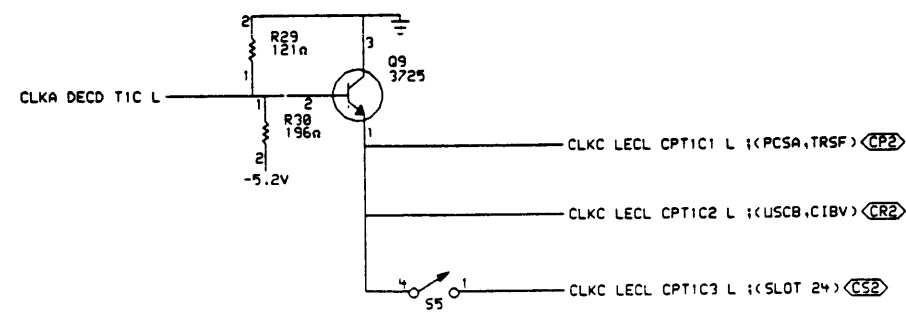 2
R29
121Ω
3
Q9
3725
1
CLKA DECD T1C L
1
2
R30
196Ω
1
2
-5.2V
CLKC LECL CPT1C1 L ;(PCSA,TRSF) CP2
CLKC LECL CPT1C2 L ;(USCB,CIBV) CR2
4
1
S5
CLKC LECL CPT1C3 L ;(SLOT 24) CS2